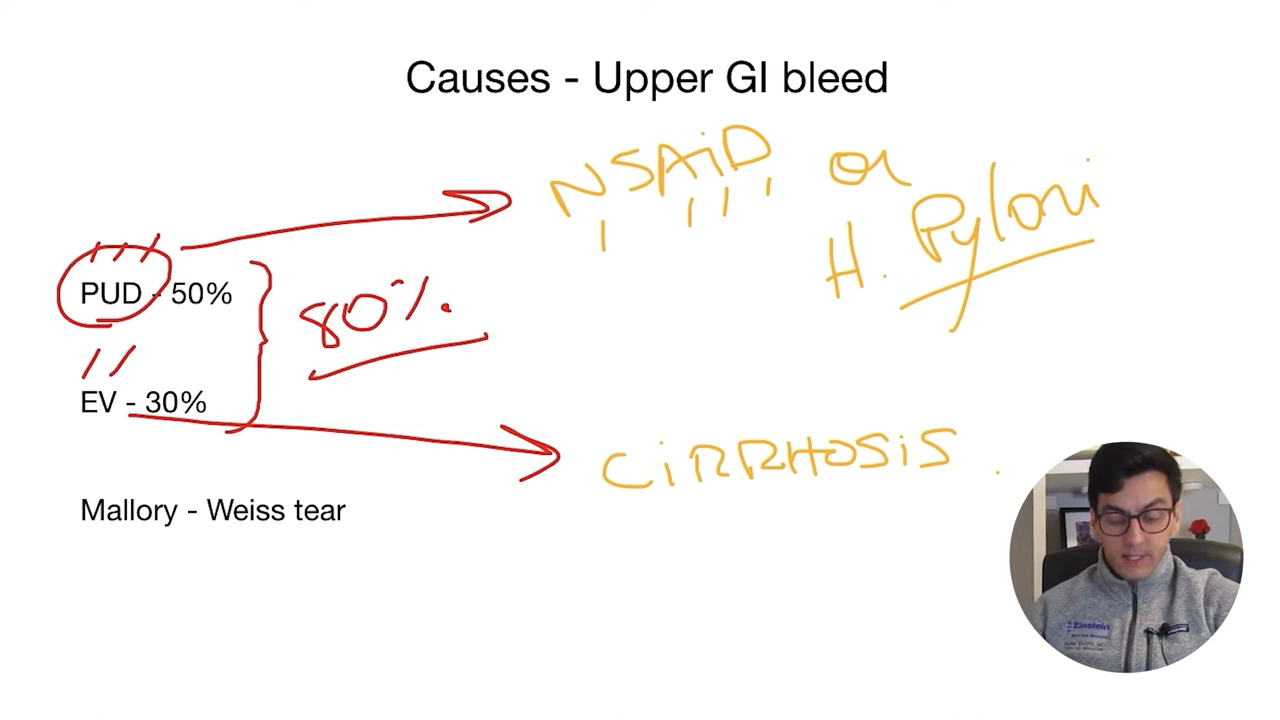 Causes - Upper GI bleed
NSAiD or
H. Pylori
PUD - 50%
80%
EV - 30%
CiRRHOSiS.
Mallory - Weiss tear
Einstein